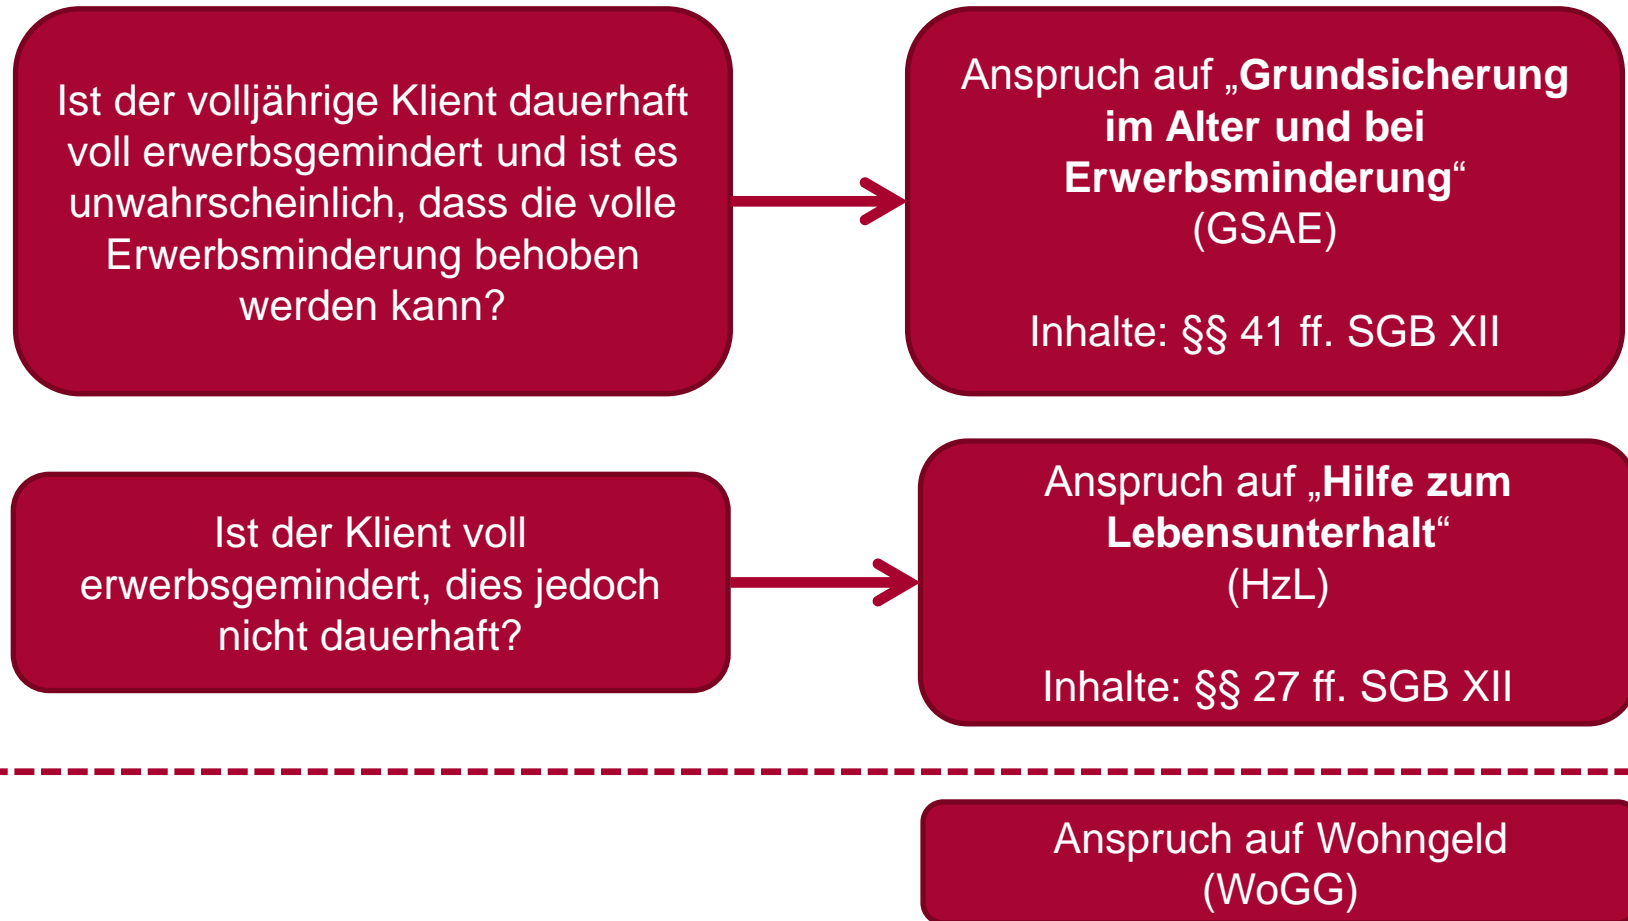 Ist der volljährige Klient dauerhaft
voll erwerbsgemindert und ist es
unwahrscheinlich, dass die volle
Erwerbsminderung behoben
werden kann?
Anspruch auf „Grundsicherung
im Alter und bei
Erwerbsminderung“
(GSAE)
Inhalte: §§ 41 ff. SGB XII
Ist der Klient voll
erwerbsgemindert, dies jedoch
nicht dauerhaft?
Anspruch auf „Hilfe zum
Lebensunterhalt“
(HzL)
Inhalte: §§ 27 ff. SGB XII
Anspruch auf Wohngeld
(WoGG)